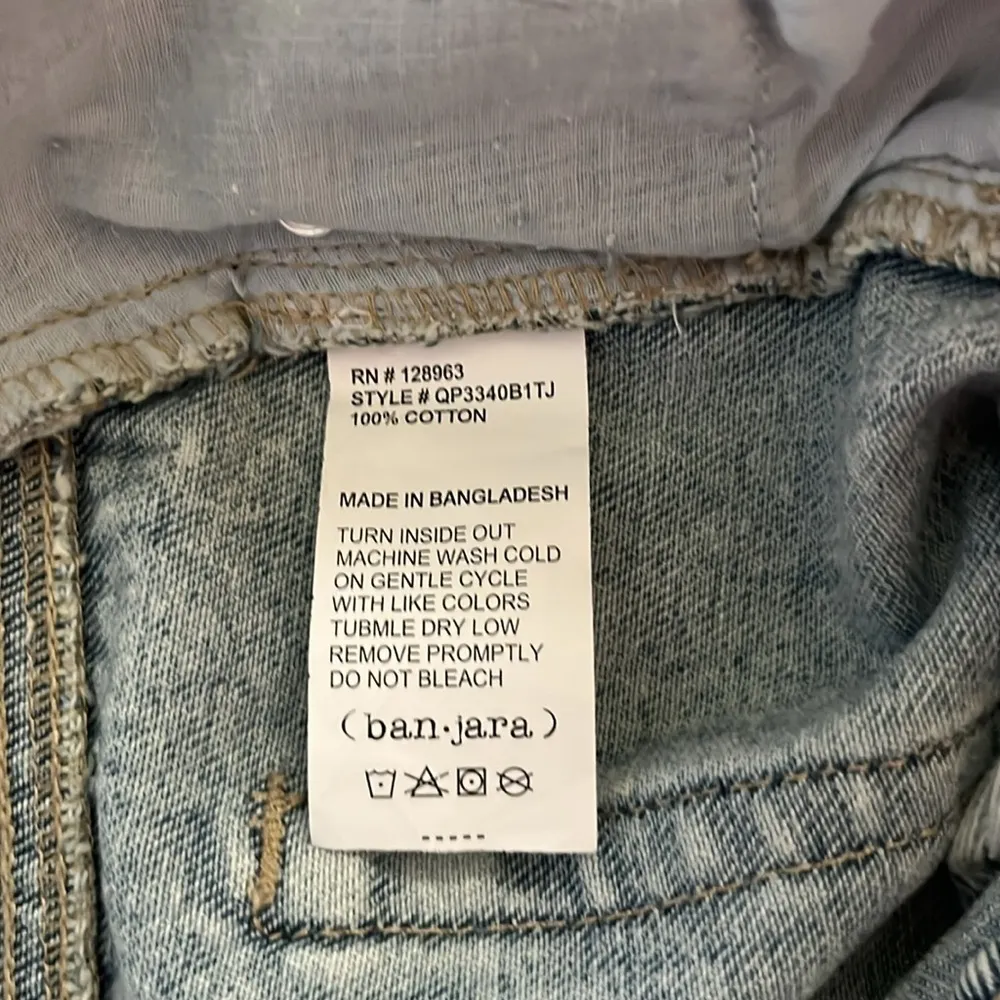 RN # 128963
STYLE # QP3340B1TJ
100% COTTON
MADE IN BANGLADESH
TURN INSIDE OUT
MACHINE WASH COLD
ON GENTLE CYCLE
WITH LIKE COLORS
TUBMLE DRY LOW
REMOVE PROMPTLY
DO NOT BLEACH
(ban·jara)